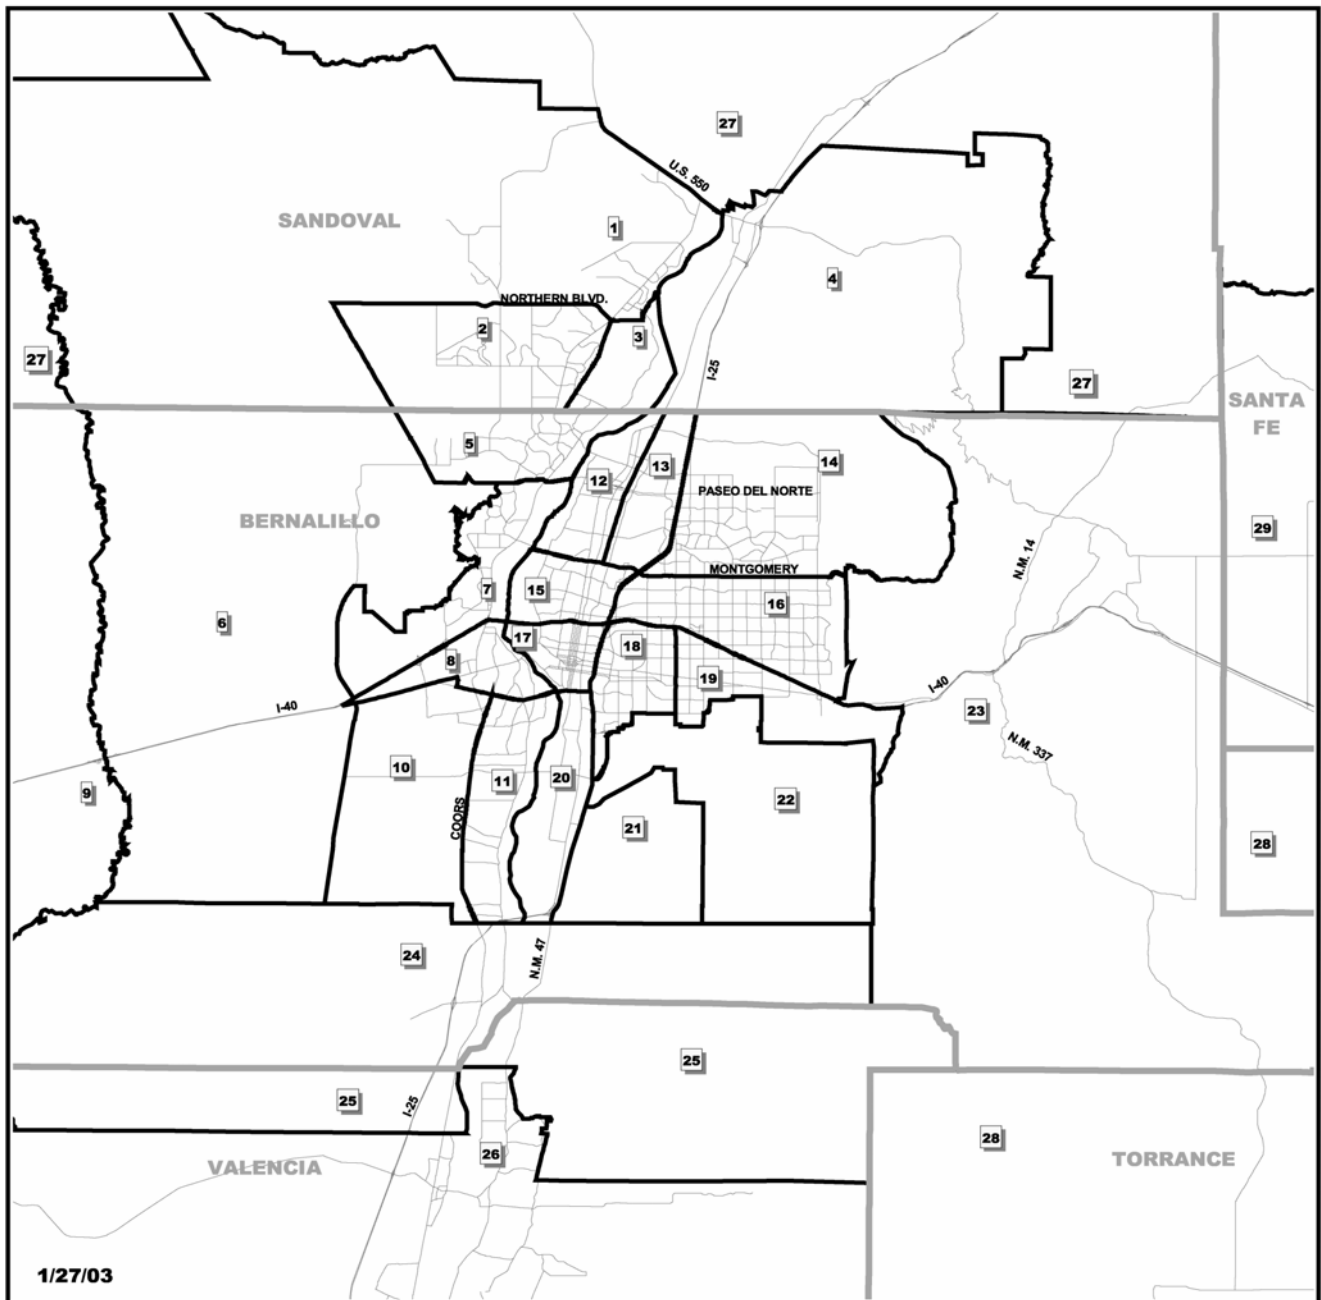 27
U.S. 550
SANDOVAL
1
4
NORTHERN BLVD.
2
3
27
I-25
27
SANTA
FE
5
14
13
12
PASEO DEL NORTE
BERNALILLO
29
N.M. 14
MONTGOMERY
7
15
16
6
17
18
8
19
I-40
I-40
23
N.M. 337
10
11
20
9
22
COORS
21
28
24
N.M. 47
25
25
I-25
28
26
VALENCIA
TORRANCE
1/27/03